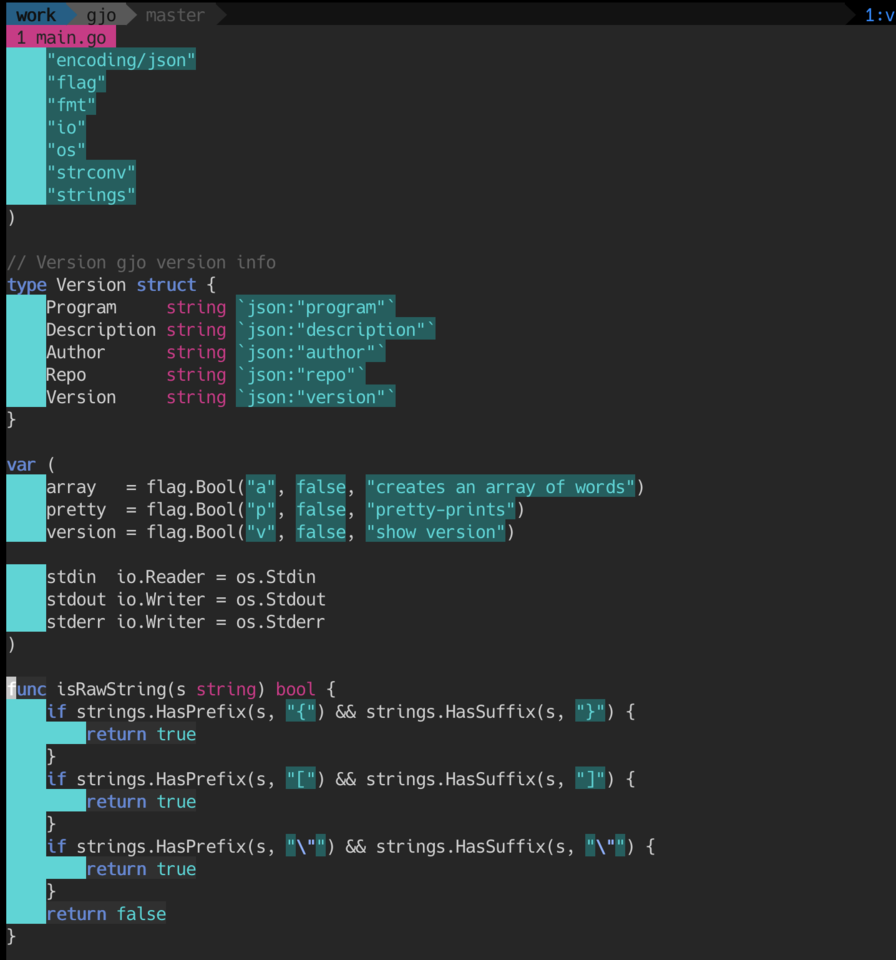 work gjo master 1:v
1 main.go
    "encoding/json"
    "flag"
    "fmt"
    "io"
    "os"
    "strconv"
    "strings"
)

// Version gjo version info
type Version struct {
    Program     string `json:"program"`
    Description string `json:"description"`
    Author      string `json:"author"`
    Repo        string `json:"repo"`
    Version     string `json:"version"`
}

var (
    array   = flag.Bool("a", false, "creates an array of words")
    pretty  = flag.Bool("p", false, "pretty-prints")
    version = flag.Bool("v", false, "show version")

    stdin  io.Reader = os.Stdin
    stdout io.Writer = os.Stdout
    stderr io.Writer = os.Stderr
)

func isRawString(s string) bool {
    if strings.HasPrefix(s, "{") && strings.HasSuffix(s, "}") {
        return true
    }
    if strings.HasPrefix(s, "[") && strings.HasSuffix(s, "]") {
        return true
    }
    if strings.HasPrefix(s, "\"") && strings.HasSuffix(s, "\"") {
        return true
    }
    return false
}